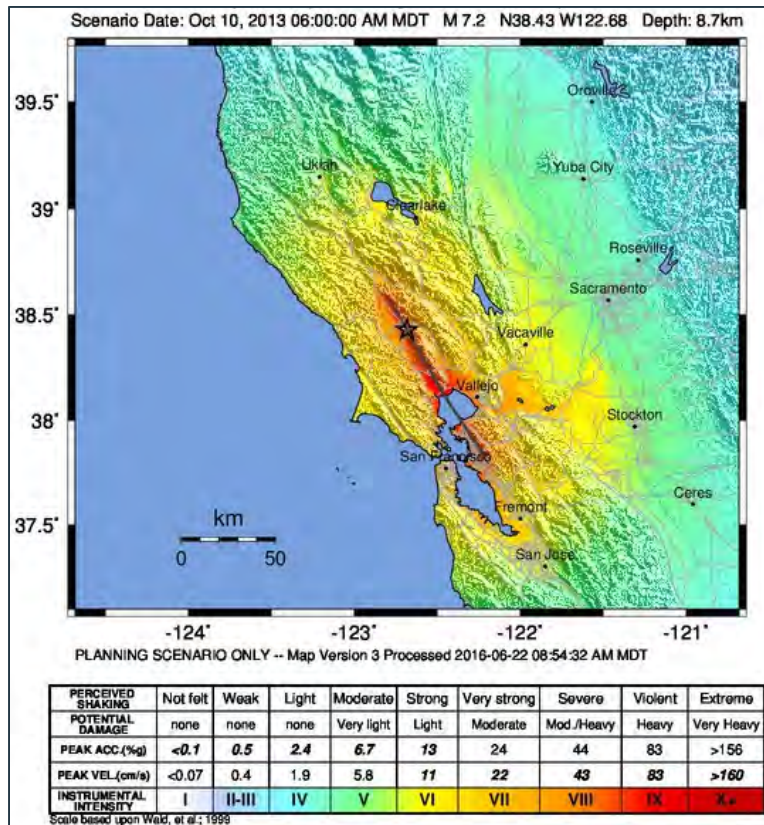 Scenario Date: Oct 10, 2013 06:00:00 AM MDT M 7.2 N38.43 W122.68 Depth: 8.7km
39.5°
39°
38.5°
38°
37.5°
Oroville
Ukiah
Yuba City
Clearlake
Roseville
Sacramento
Vacaville
Vallejo
Stockton
San Francisco
Ceres
Fremont
San Jose
km
0 50
-124° -123° -122° -121°
PLANNING SCENARIO ONLY -- Map Version 3 Processed 2016-06-22 08:54:32 AM MDT
PERCEIVED SHAKING Not felt Weak Light Moderate Strong Very strong Severe Violent Extreme
POTENTIAL DAMAGE none none none Very light Light Moderate Mod./Heavy Heavy Very Heavy
PEAK ACC.(%g) <0.1 0.5 2.4 6.7 13 24 44 83 >156
PEAK VEL.(cm/s) <0.07 0.4 1.9 5.8 11 22 43 83 >160
INSTRUMENTAL INTENSITY I II-III IV V VI VII VIII IX X+
Scale based upon Wald, et al.; 1999